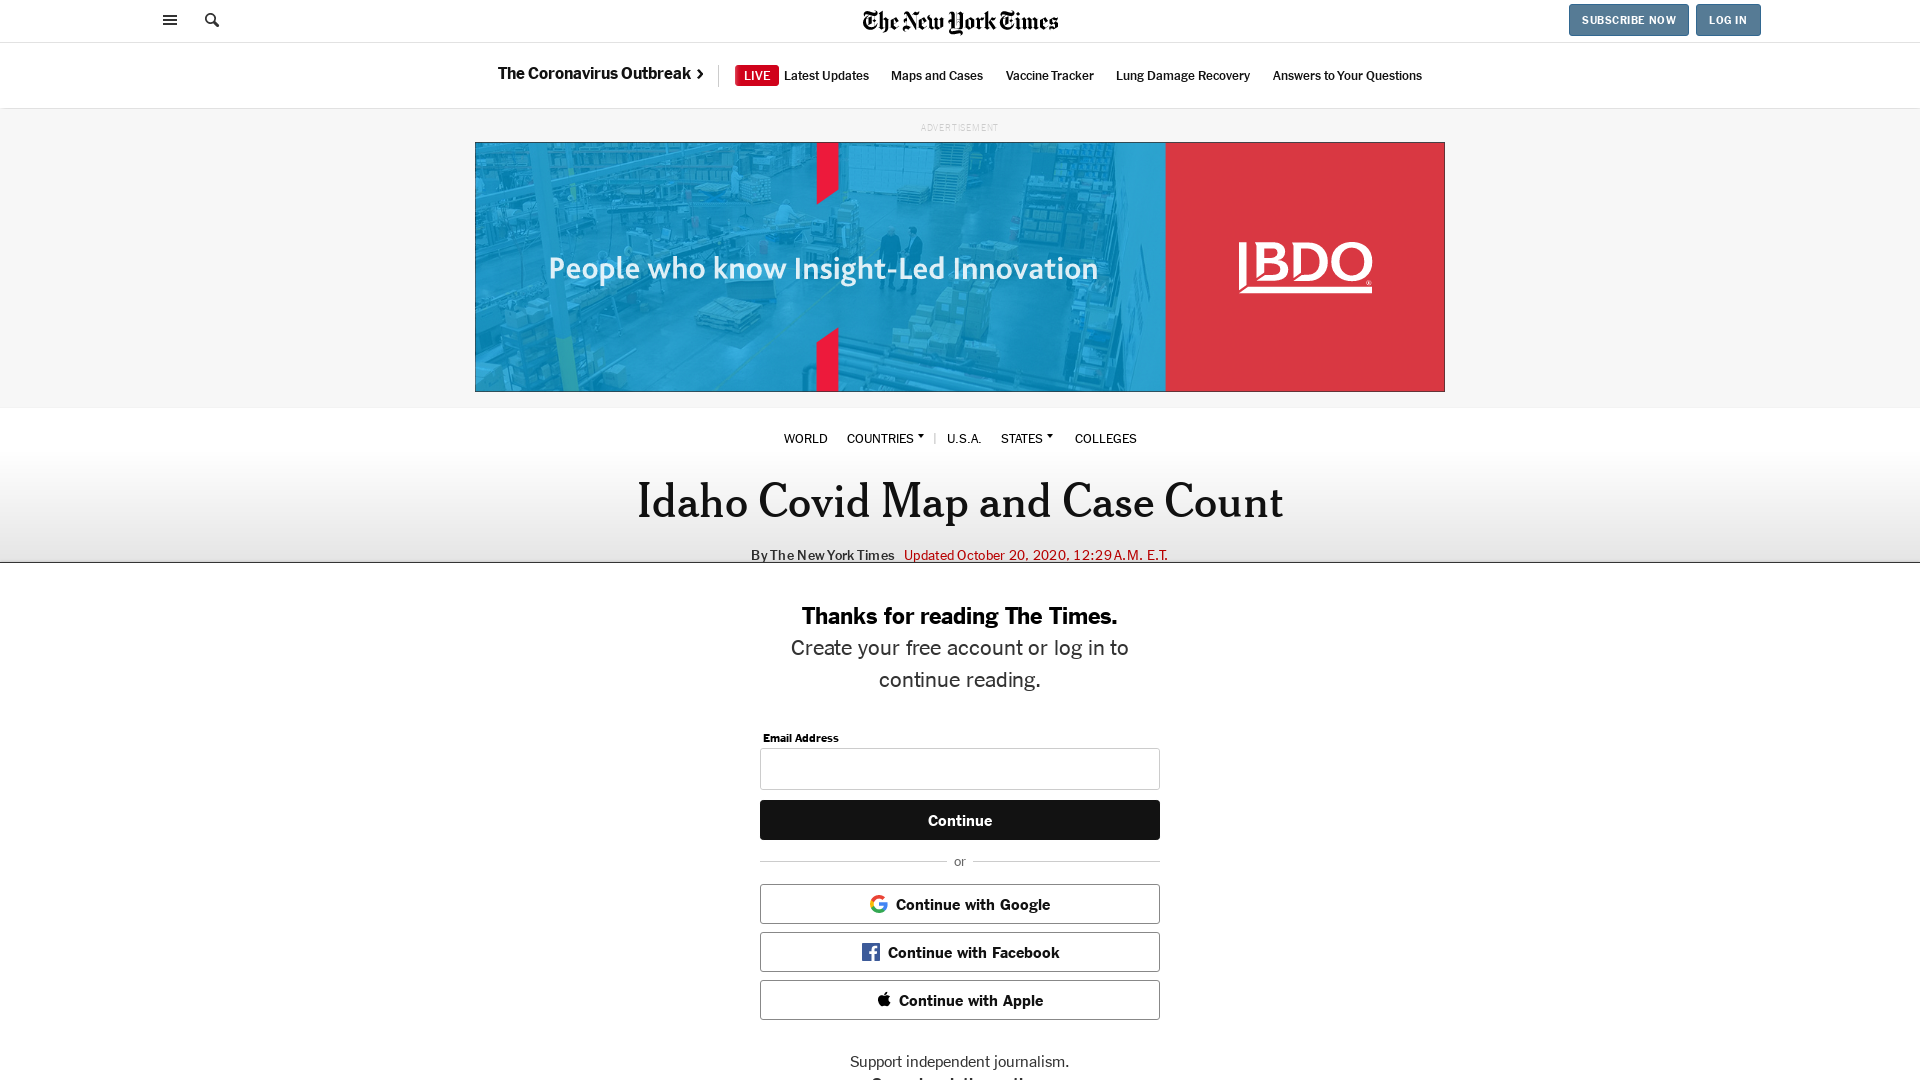 The New York Times
SUBSCRIBE NOW
LOG IN
The Coronavirus Outbreak
LIVE Latest Updates
Maps and Cases
Vaccine Tracker
Lung Damage Recovery
Answers to Your Questions
ADVERTISEMENT
People who know Insight-Led Innovation
BDO
WORLD
COUNTRIES
U.S.A.
STATES
COLLEGES
Idaho Covid Map and Case Count
By The New York Times Updated October 20, 2020, 12:29 A.M. E.T.
Thanks for reading The Times.
Create your free account or log in to
continue reading.
Email Address
Continue
or
Continue with Google
Continue with Facebook
Continue with Apple
Support independent journalism.